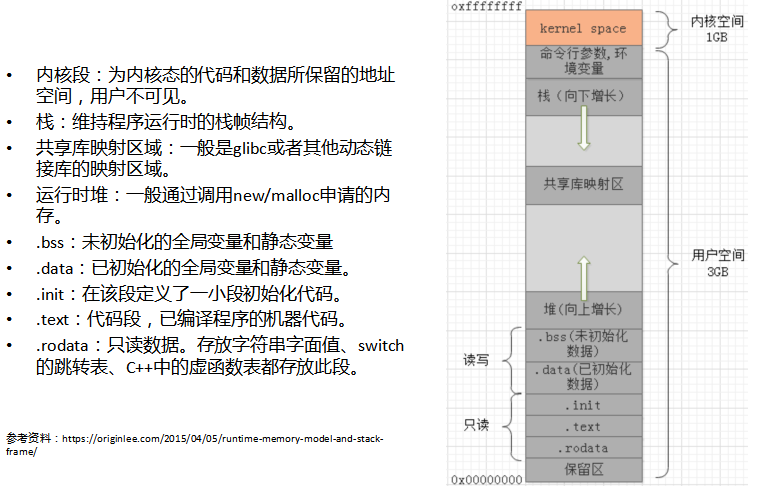 • 内核段：为内核态的代码和数据所保留的地址
空间，用户不可见。
• 栈：维持程序运行时的栈帧结构。
• 共享库映射区域：一般是glibc或者其他动态链
接库的映射区域。
• 运行时堆：一般通过调用new/malloc申请的内
存。
• .bss：未初始化的全局变量和静态变量
• .data：已初始化的全局变量和静态变量。
• .init：在该段定义了一小段初始化代码。
• .text：代码段，已编译程序的机器代码。
• .rodata：只读数据。存放字符串字面值、switch
的跳转表、C++中的虚函数表都存放此段。
参考资料：https://originlee.com/2015/04/05/runtime-memory-model-and-stack-
frame/
0xffffffff
kernel space
内核空间
1GB
命令行参数,环
境变量
栈（向下增长）
共享库映射区
用户空间
3GB
堆(向上增长)
.bss(未初始化
数据)
读写
.data(已初始化
数据)
.init
只读
.text
.rodata
保留区
0x00000000